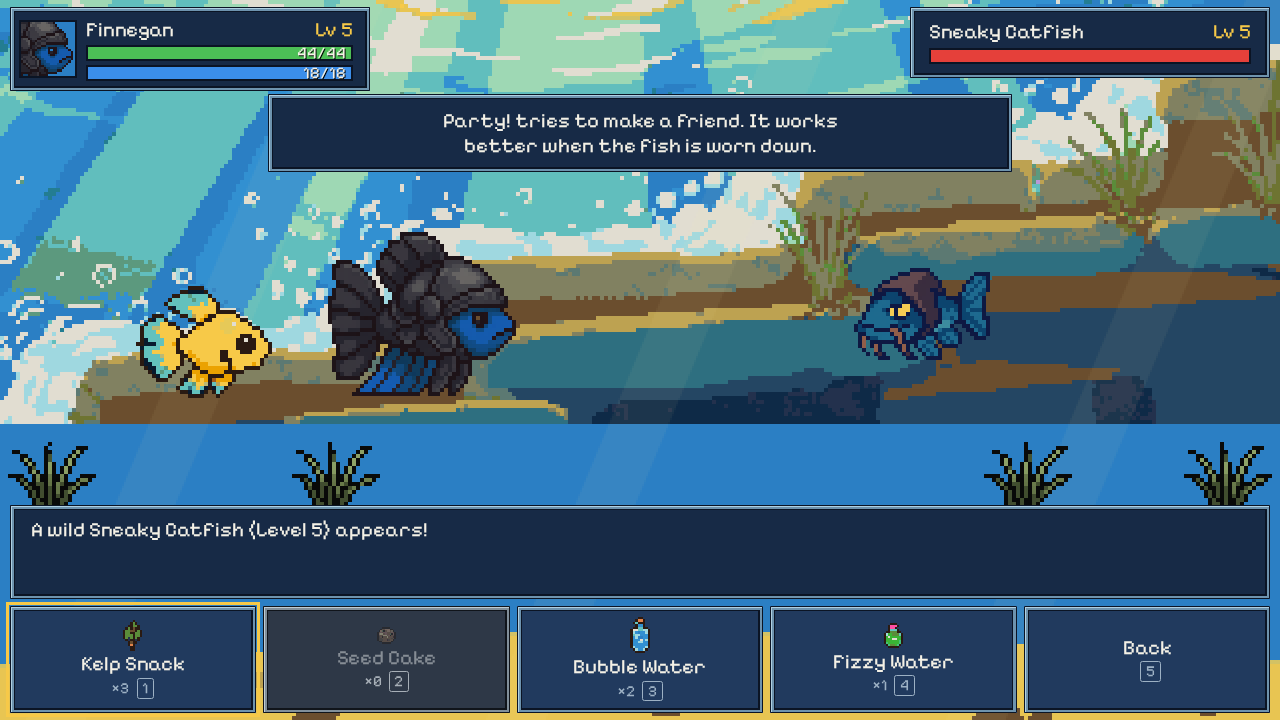 Finnegan Lv 5
44/44
18/18
Sneaky Catfish Lv 5
Party! tries to make a friend. It works
better when the fish is worn down.
A wild Sneaky Catfish (Level 5) appears!
Kelp Snack
×3 1
Seed Cake
×0 2
Bubble Water
×2 3
Fizzy Water
×1 4
Back
5